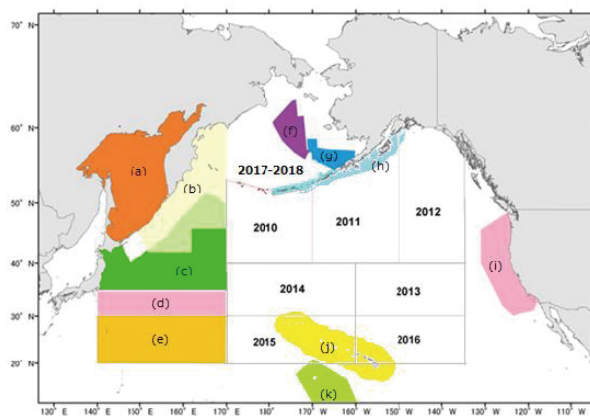 70° N
60° N
50° N
40° N
30° N
20° N
(a)
(b)
(c)
(d)
(e)
(f)
(g)
(h)
(i)
(j)
(k)
2017-2018
2010
2011
2012
2014
2013
2015
2016
130° E
140° E
150° E
160° E
170° E
180°
170° W
160° W
150° W
140° W
130° W
120° W
110° W